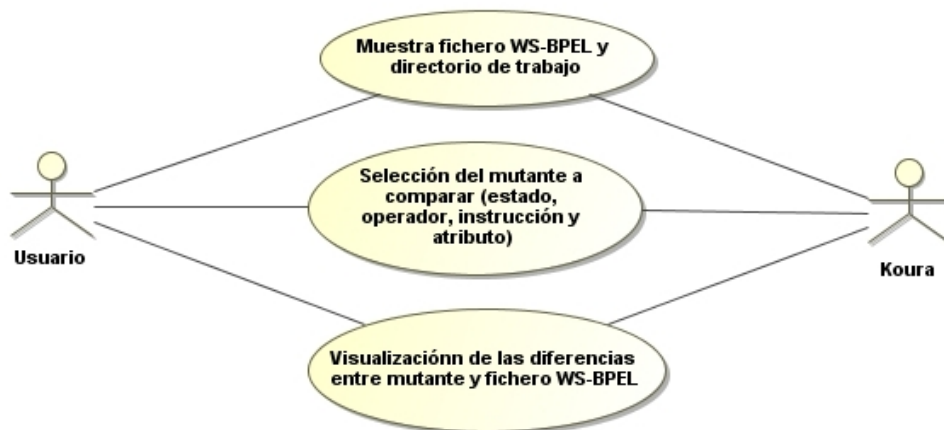 Muestra fichero WS-BPEL y
directorio de trabajo
Selección del mutante a
comparar (estado,
operador, instrucción y
atributo)
Usuario
Koura
Visualizaciónn de las diferencias
entre mutante y fichero WS-BPEL